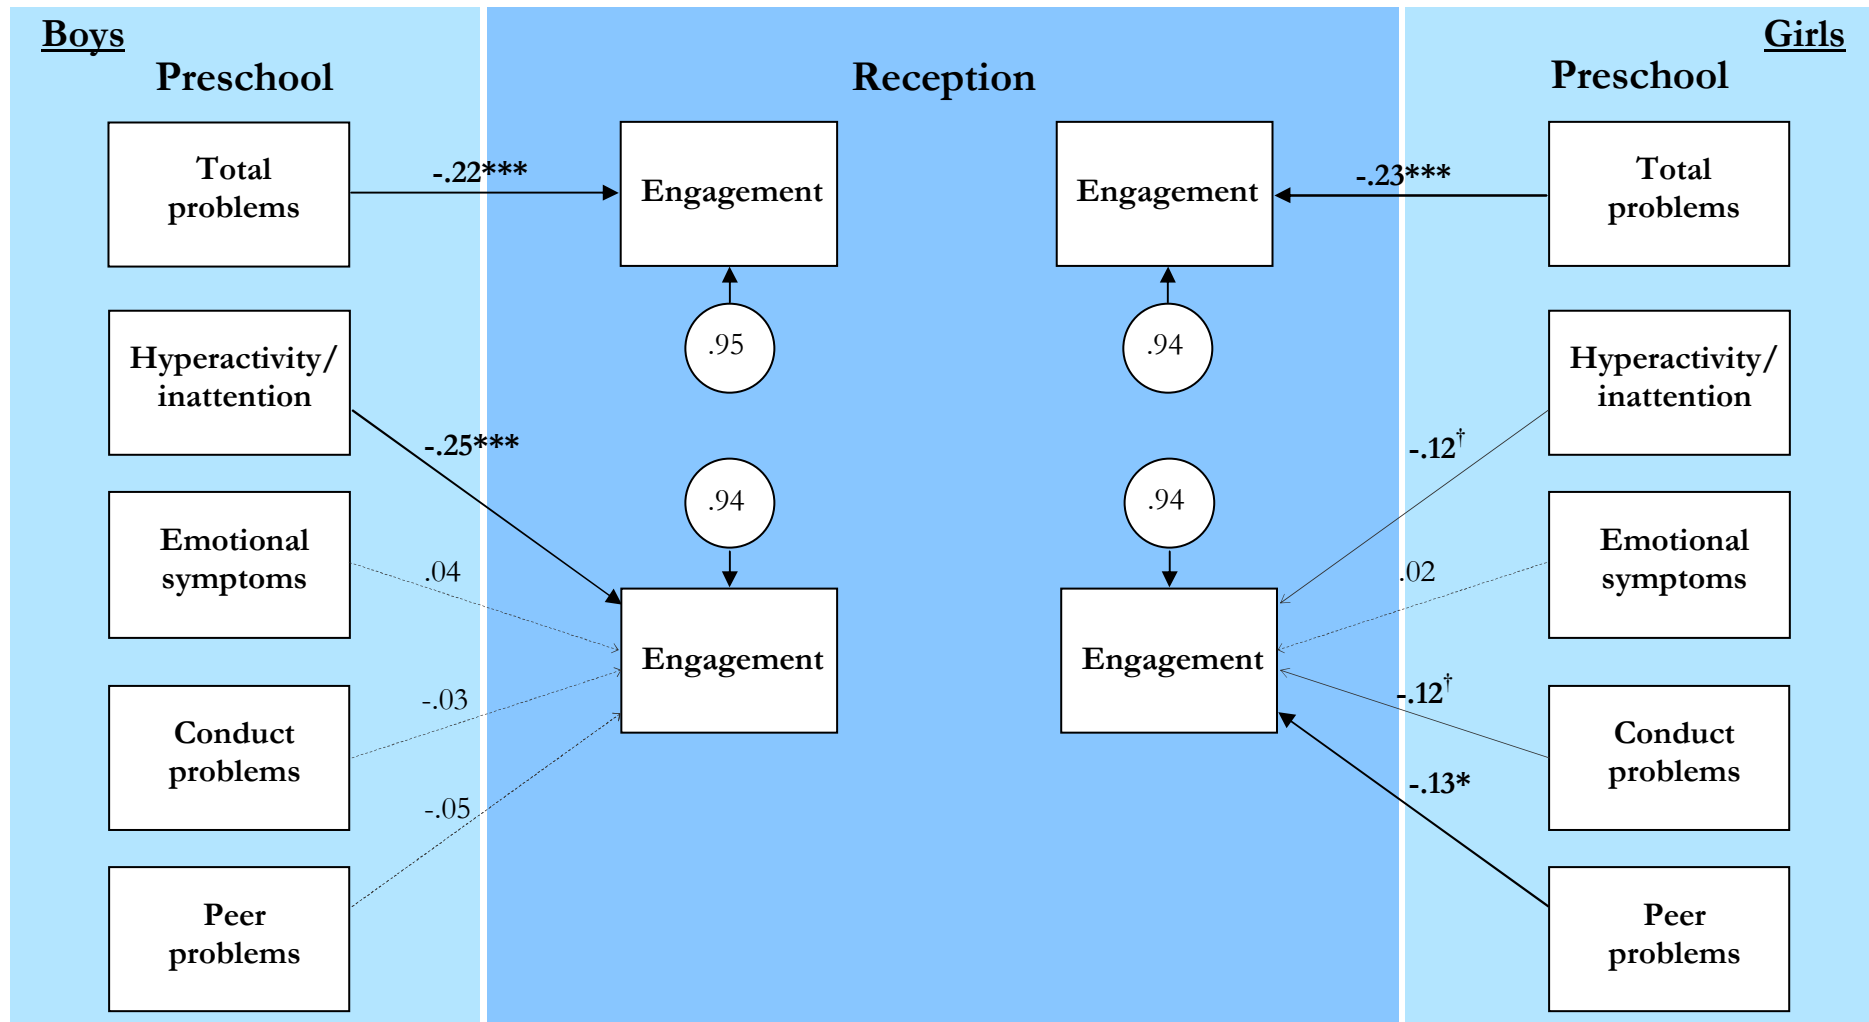 Boys
Girls
Preschool
Reception
Preschool
Total
problems
-.22***
Engagement
Engagement
-.23***
Total
problems
.95
.94
Hyperactivity/
inattention
-.25***
Hyperactivity/
inattention
-.12†
.94
.94
Emotional
symptoms
.04
Emotional
symptoms
.02
Engagement
Engagement
Conduct
problems
-.03
Conduct
problems
-.12†
Peer
problems
-.05
Peer
problems
-.13*